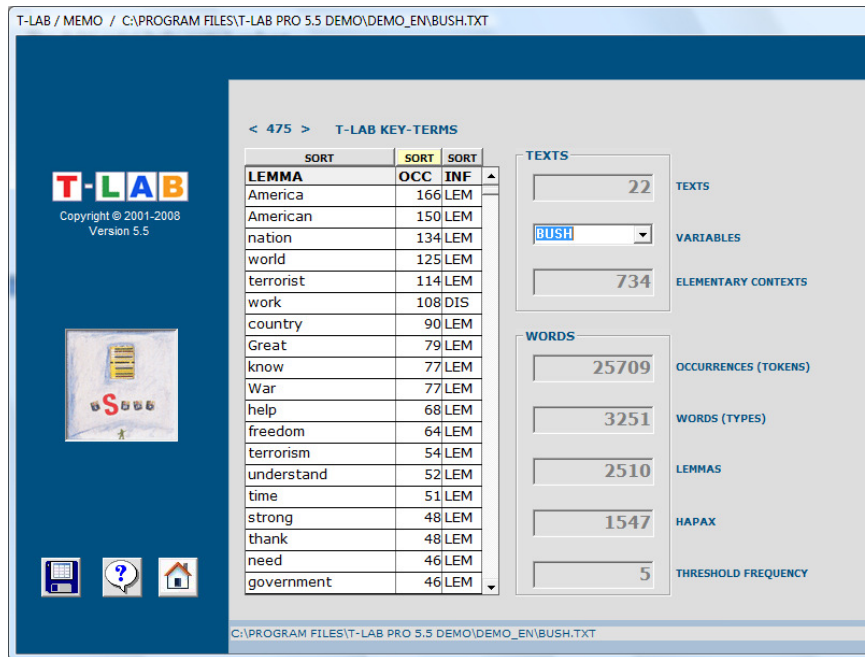 T-LAB / MEMO / C:\PROGRAM FILES\T-LAB PRO 5.5 DEMO\DEMO_EN\BUSH.TXT
T-LAB
Copyright © 2001-2008
Version 5.5
< 475 > T-LAB KEY-TERMS
SORT SORT SORT
LEMMA OCC INF
America 166 LEM
American 150 LEM
nation 134 LEM
world 125 LEM
terrorist 114 LEM
work 108 DIS
country 90 LEM
Great 79 LEM
know 77 LEM
War 77 LEM
help 68 LEM
freedom 64 LEM
terrorism 54 LEM
understand 52 LEM
time 51 LEM
strong 48 LEM
thank 48 LEM
need 46 LEM
government 46 LEM
TEXTS
22 TEXTS
BUSH VARIABLES
734 ELEMENTARY CONTEXTS
WORDS
25709 OCCURRENCES (TOKENS)
3251 WORDS (TYPES)
2510 LEMMAS
1547 HAPAX
5 THRESHOLD FREQUENCY
C:\PROGRAM FILES\T-LAB PRO 5.5 DEMO\DEMO_EN\BUSH.TXT